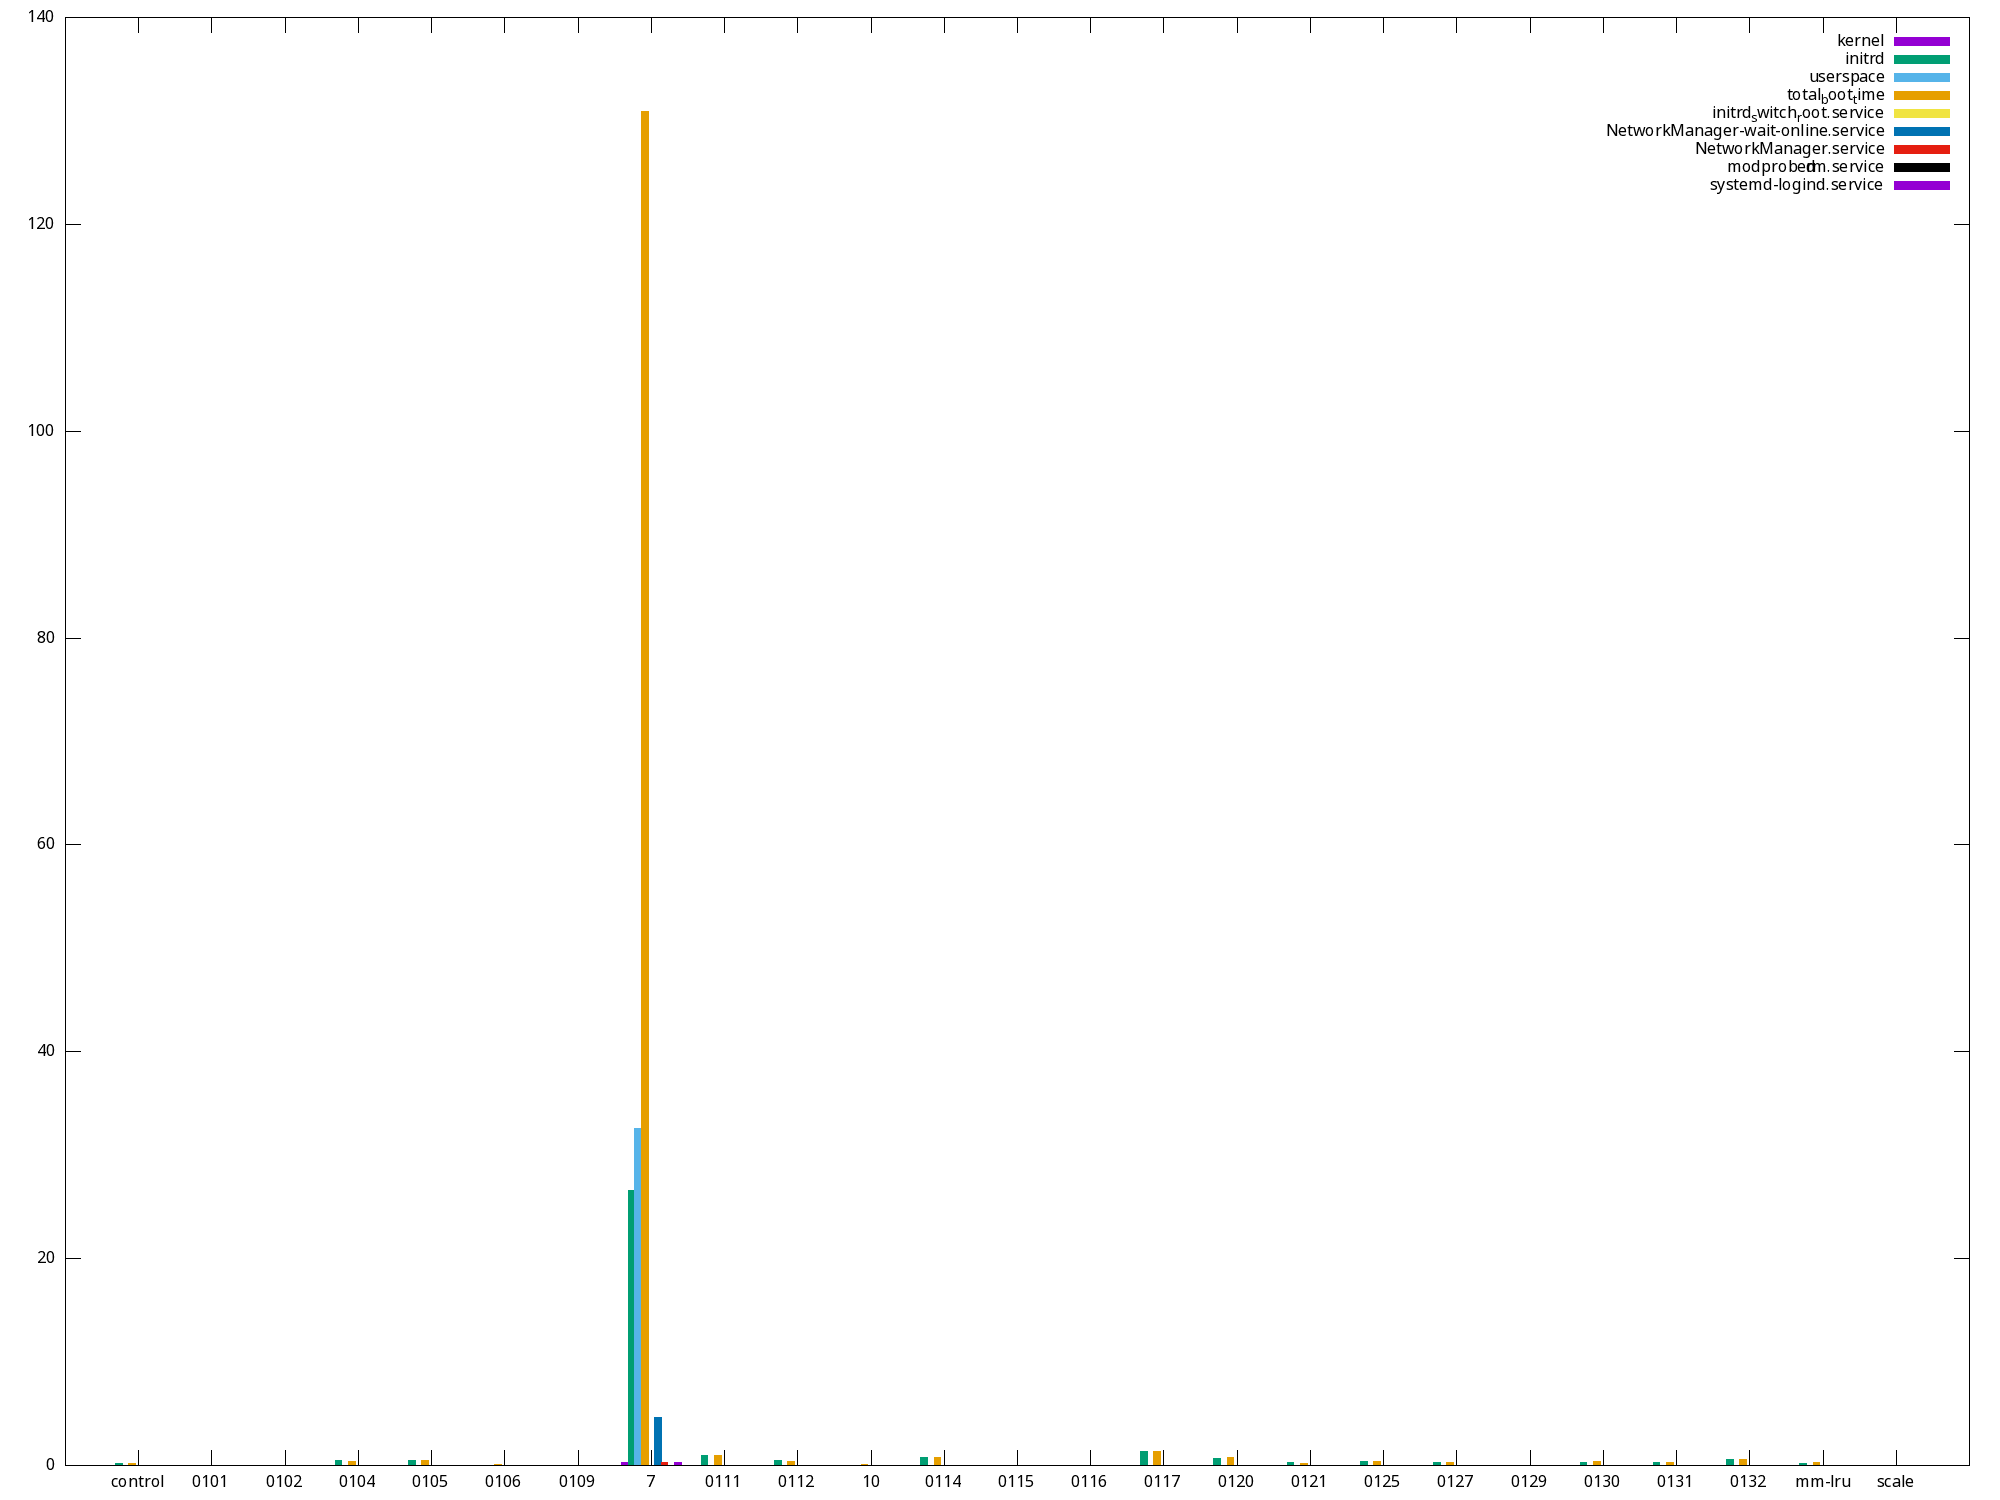 140
120
100
80
60
40
20
0
kernel
initrd
userspace
total_boot_time
initrd_switch_root.service
NetworkManager-wait-online.service
NetworkManager.service
modprobe_dm.service
systemd-logind.service
control 0101 0102 0104 0105 0106 0109 7 0111 0112 10 0114 0115 0116 0117 0120 0121 0125 0127 0129 0130 0131 0132 mm-lru scale